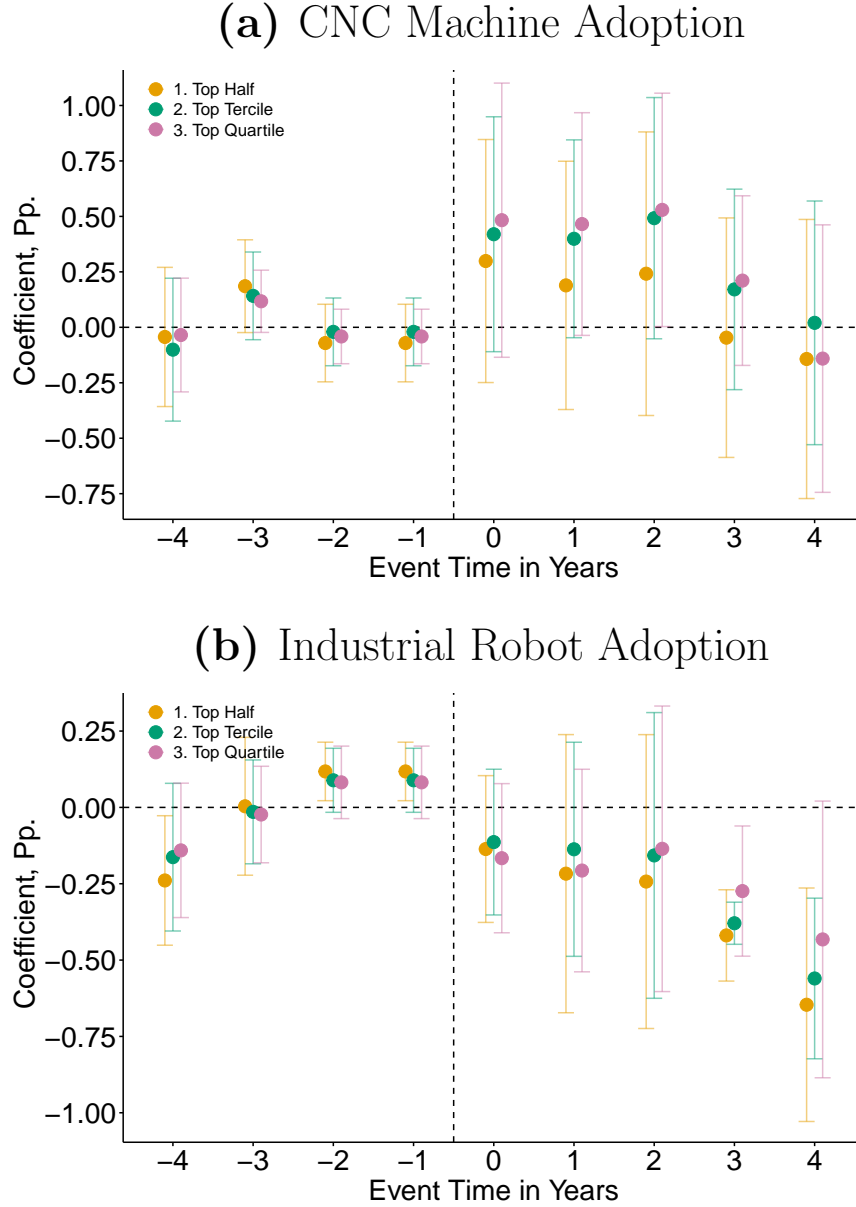 (a) CNC Machine Adoption
1. Top Half
2. Top Tercile
3. Top Quartile
1.00
0.75
0.50
0.25
0.00
−0.25
−0.50
−0.75
Coefficient, Pp.
−4 −3 −2 −1 0 1 2 3 4
Event Time in Years
(b) Industrial Robot Adoption
1. Top Half
2. Top Tercile
3. Top Quartile
0.25
0.00
−0.25
−0.50
−0.75
−1.00
Coefficient, Pp.
−4 −3 −2 −1 0 1 2 3 4
Event Time in Years